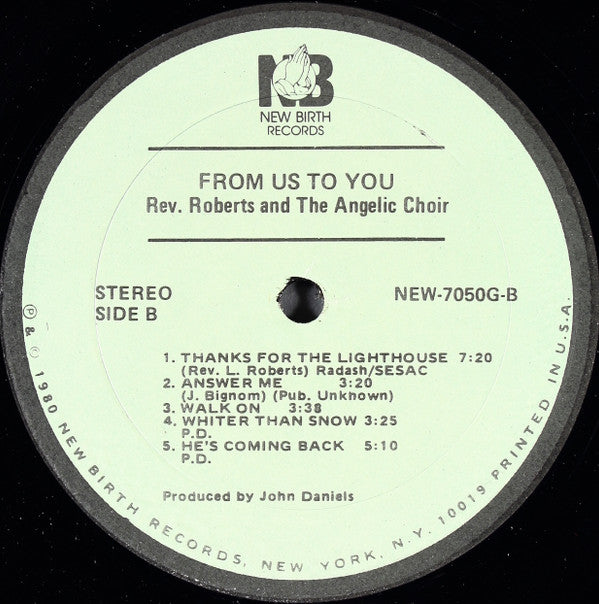 NB
NEW BIRTH
RECORDS
FROM US TO YOU
Rev. Roberts and The Angelic Choir
STEREO
SIDE B
NEW-7050G-B
1. THANKS FOR THE LIGHTHOUSE 7:20
(Rev. L. Roberts) Radash/SESAC
2. ANSWER ME 3:20
(J. Bignom) (Pub. Unkhown)
3. WALK ON 3:38
4. WHITER THAN SNOW 3:25
P.D.
5. HE'S COMING BACK 5:10
P.D.
Produced by John Daniels
℗ & © 1980 NEW BIRTH RECORDS, NEW YORK, N.Y. 10019 PRINTED IN U.S.A.